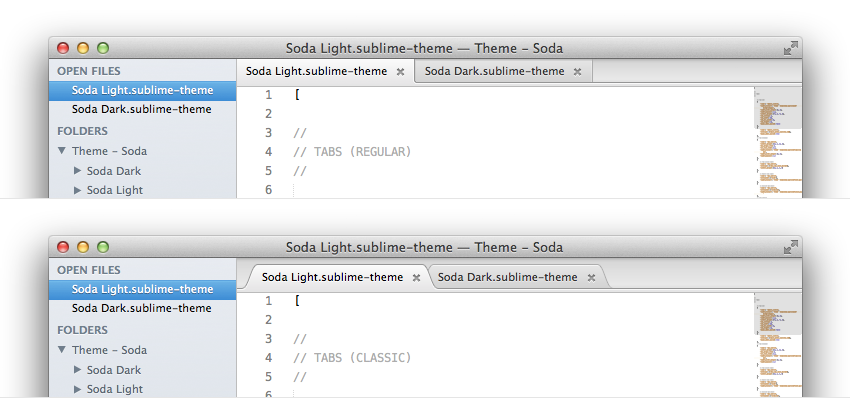 Soda Light.sublime-theme — Theme – Soda
OPEN FILES
Soda Light.sublime-theme
Soda Dark.sublime-theme
FOLDERS
Theme – Soda
Soda Dark
Soda Light
Soda Light.sublime-theme Soda Dark.sublime-theme
1 [
2
3 //
4 // TABS (REGULAR)
5 //
6
Soda Light.sublime-theme — Theme – Soda
OPEN FILES
Soda Light.sublime-theme
Soda Dark.sublime-theme
FOLDERS
Theme – Soda
Soda Dark
Soda Light
Soda Light.sublime-theme Soda Dark.sublime-theme
1 [
2
3 //
4 // TABS (CLASSIC)
5 //
6